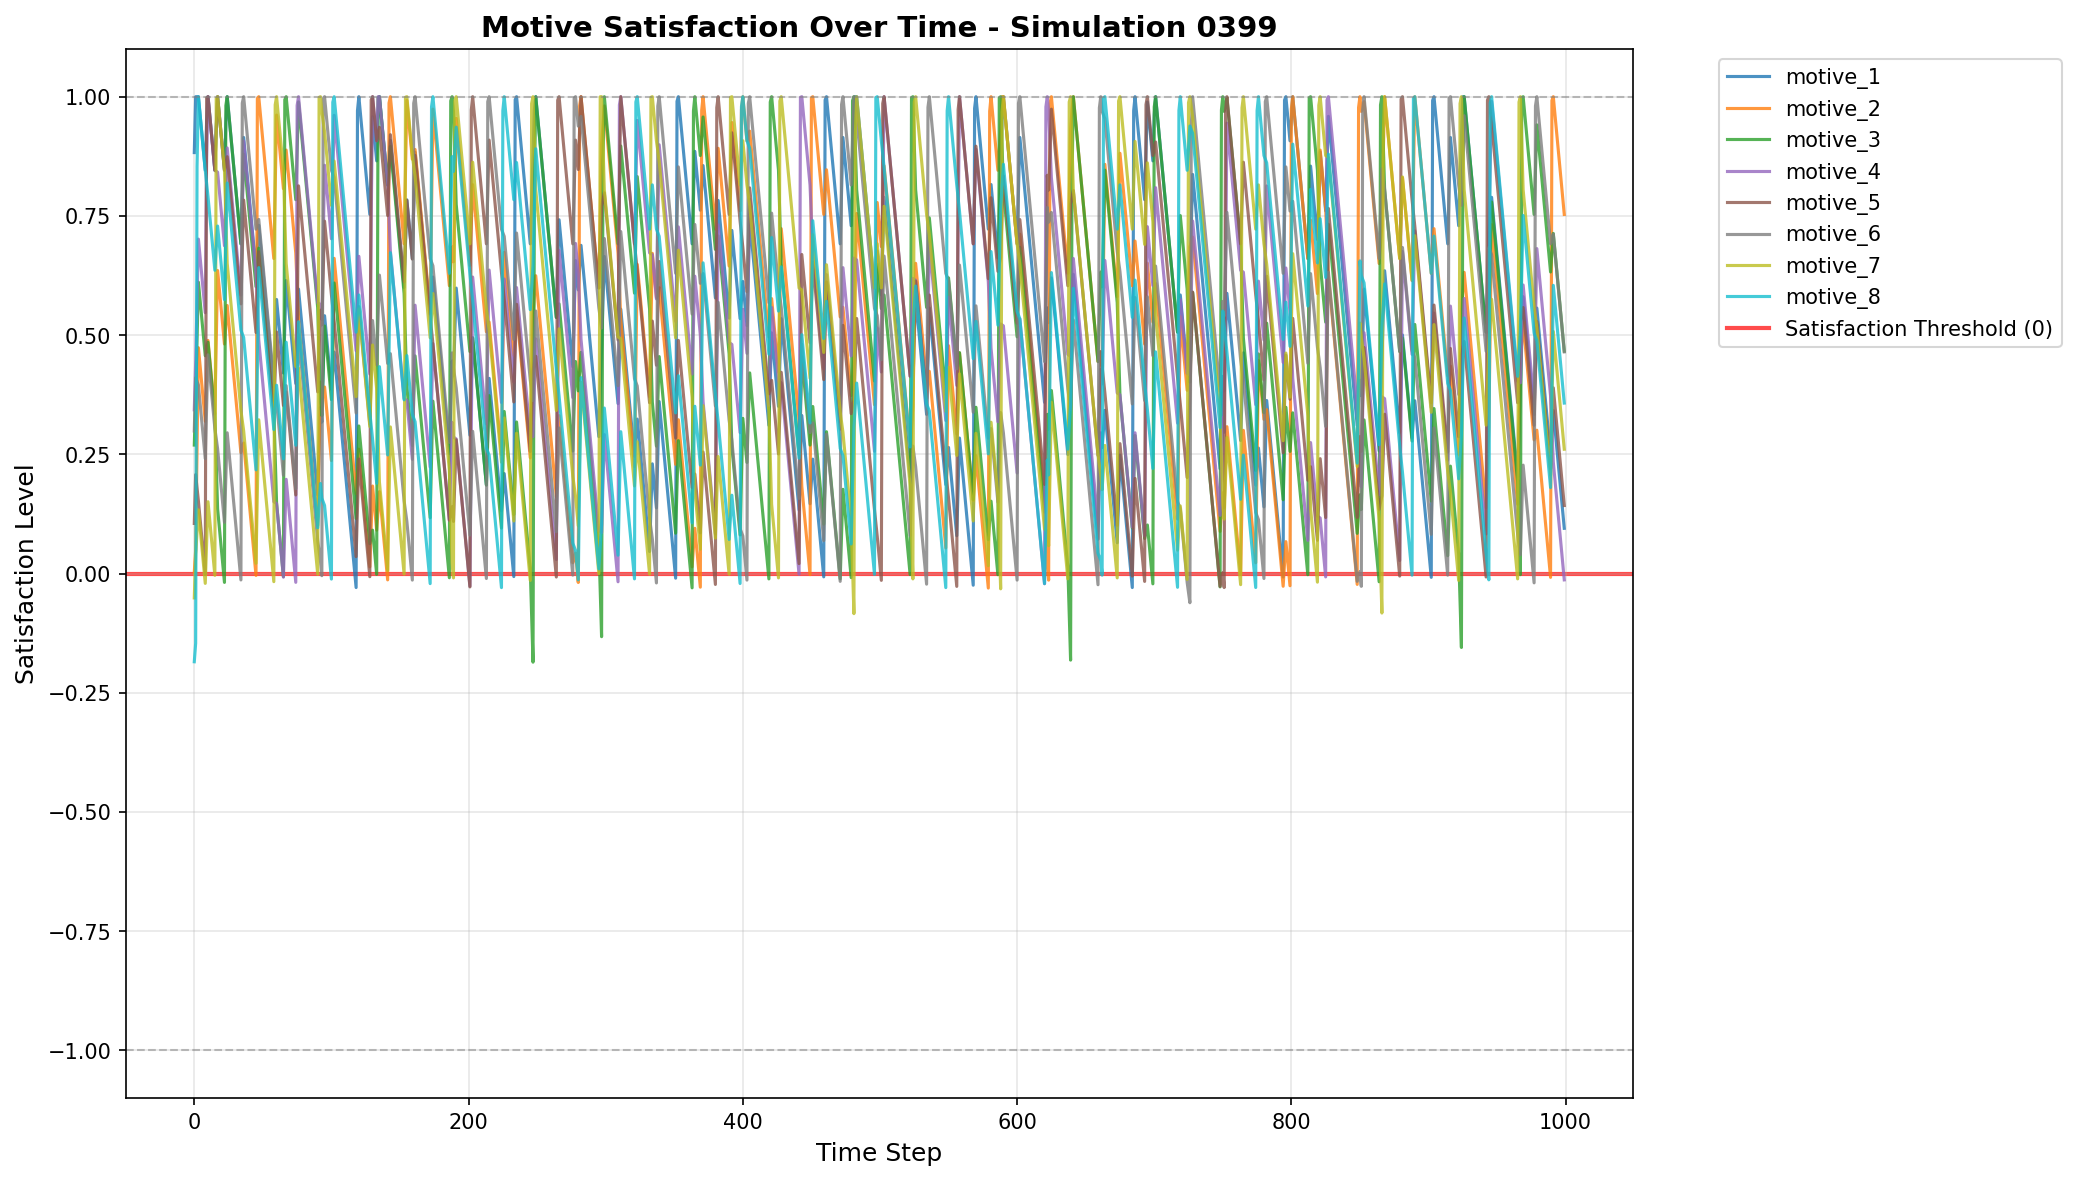 Motive Satisfaction Over Time - Simulation 0399
1.00
0.75
0.50
0.25
0.00
−0.25
−0.50
−0.75
−1.00
Satisfaction Level
0
200
400
600
800
1000
Time Step
motive_1
motive_2
motive_3
motive_4
motive_5
motive_6
motive_7
motive_8
Satisfaction Threshold (0)